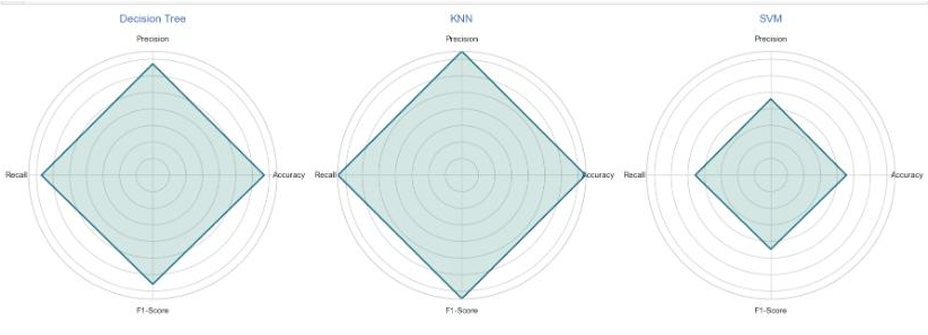 Decision Tree
Precision
Recall
Accuracy
F1-Score
KNN
Precision
Recall
Accuracy
F1-Score
SVM
Precision
Recall
Accuracy
F1-Score